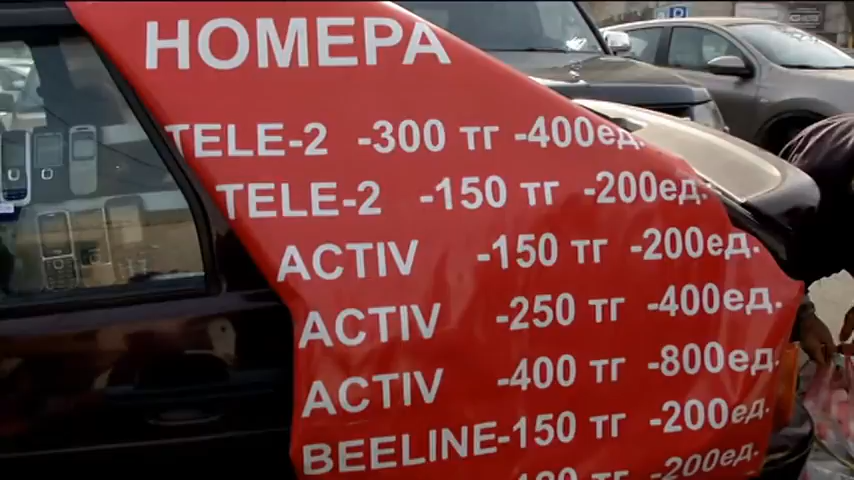 НОМЕРА
TELE-2 -300 тг -400ед.
TELE-2 -150 тг -200ед.
ACTIV -150 тг -200ед.
ACTIV -250 тг -400ед.
ACTIV -400 тг -800ед.
BEELINE-150 тг -200ед.
тг -200ед.